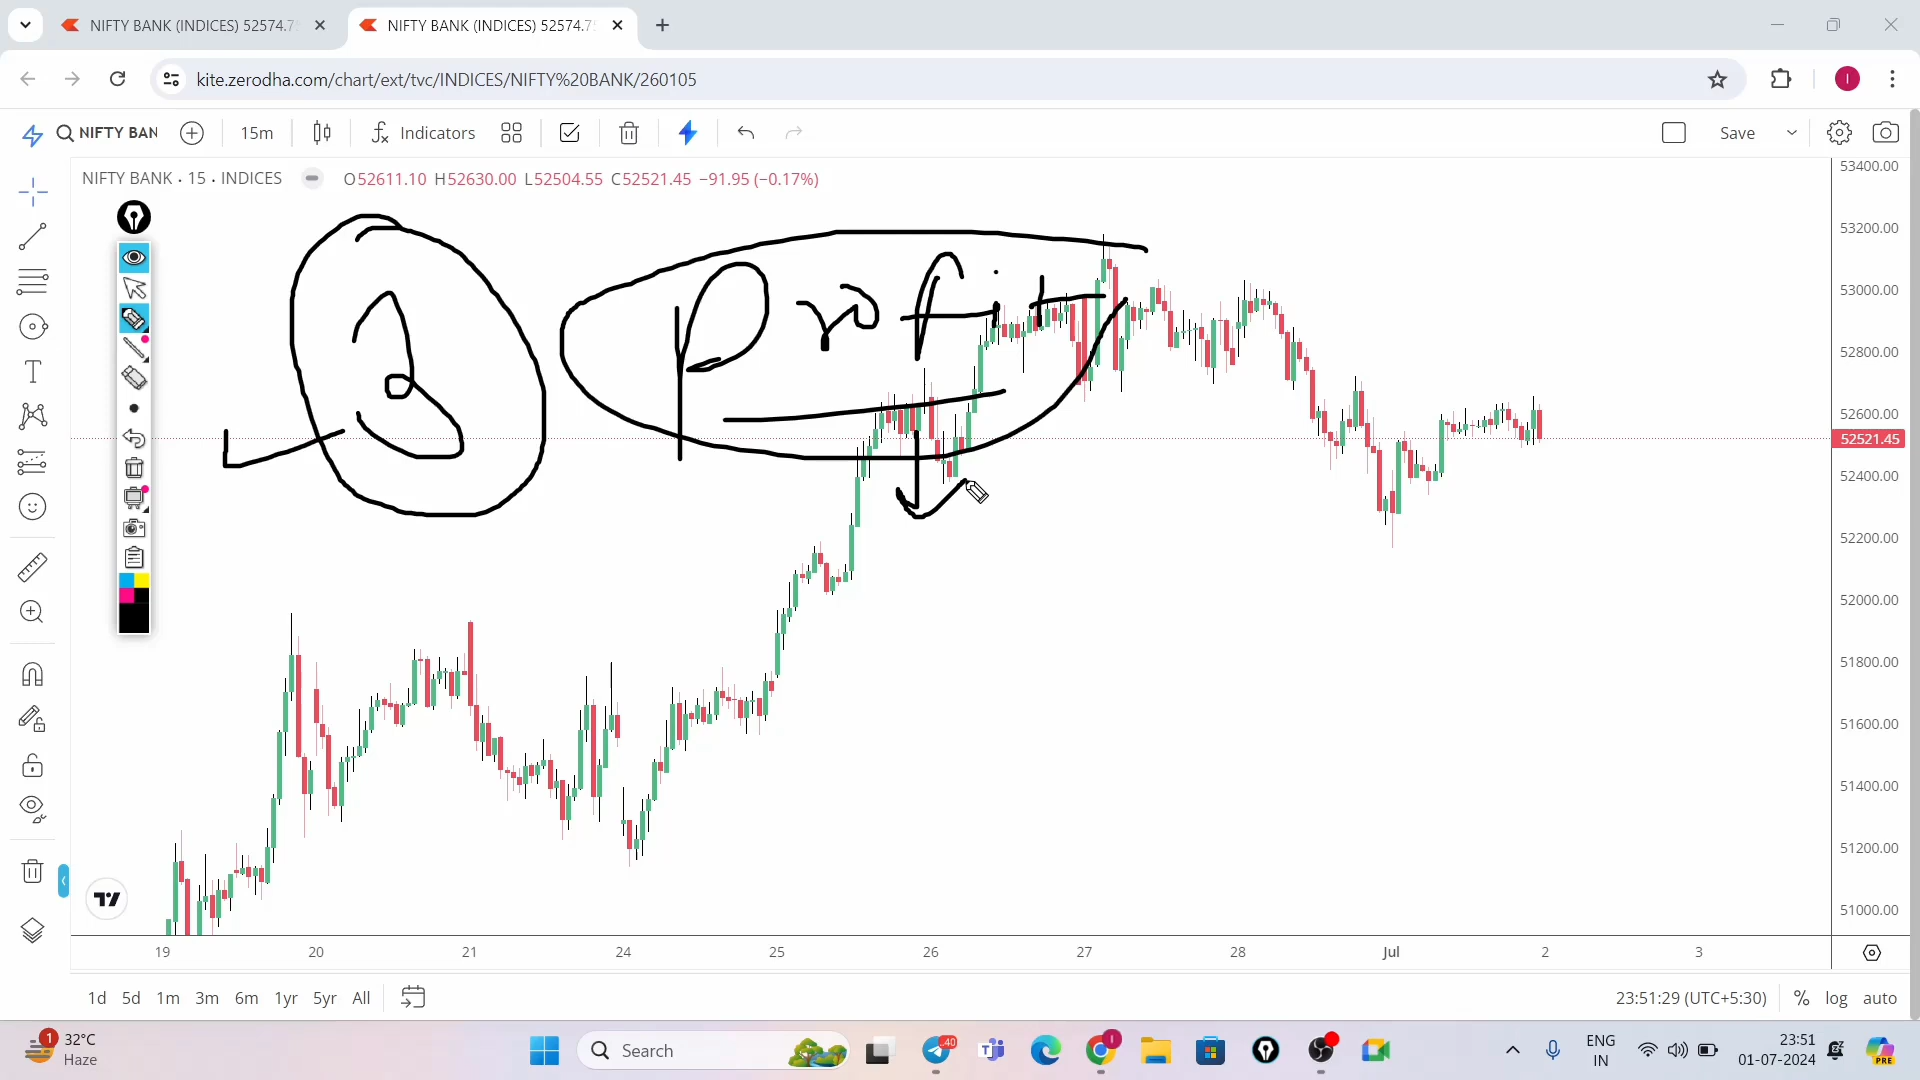 NIFTY BANK (INDICES) 52574.7
NIFTY BANK (INDICES) 52574.7
kite.zerodha.com/chart/ext/tvc/INDICES/NIFTY%20BANK/260105
I
NIFTY BAN
15m
Indicators
Save
NIFTY BANK · 15 · INDICES
O52611.10 H52630.00 L52504.55 C52521.45 −91.95 (−0.17%)
Profit
53400.00
53200.00
53000.00
52800.00
52600.00
52521.45
52400.00
52200.00
52000.00
51800.00
51600.00
51400.00
51200.00
51000.00
19 20 21 24 25 26 27 28 Jul 2 3
1d 5d 1m 3m 6m 1yr 5yr All
23:51:29 (UTC+5:30) % log auto
1
32°C
Haze
Search
40
I
PRE
ENG
IN
23:51
01-07-2024